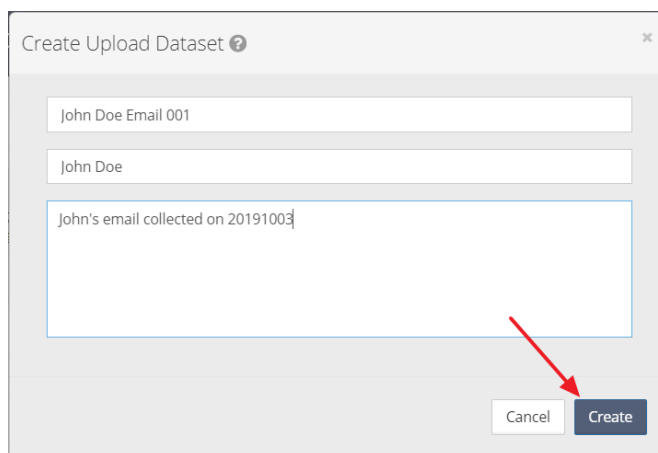 Create Upload Dataset ?
×
John Doe Email 001
John Doe
John's email collected on 20191003
Cancel
Create